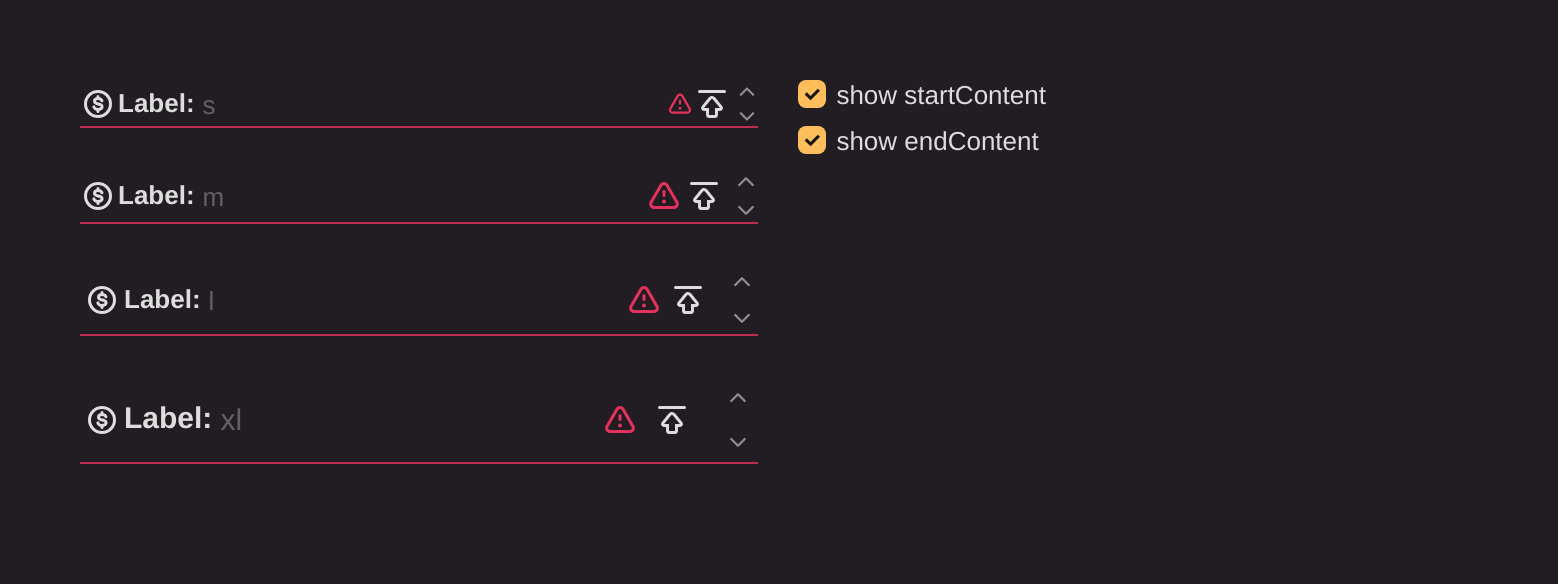 Label: s
show startContent
show endContent
Label: m
Label: l
Label: xl